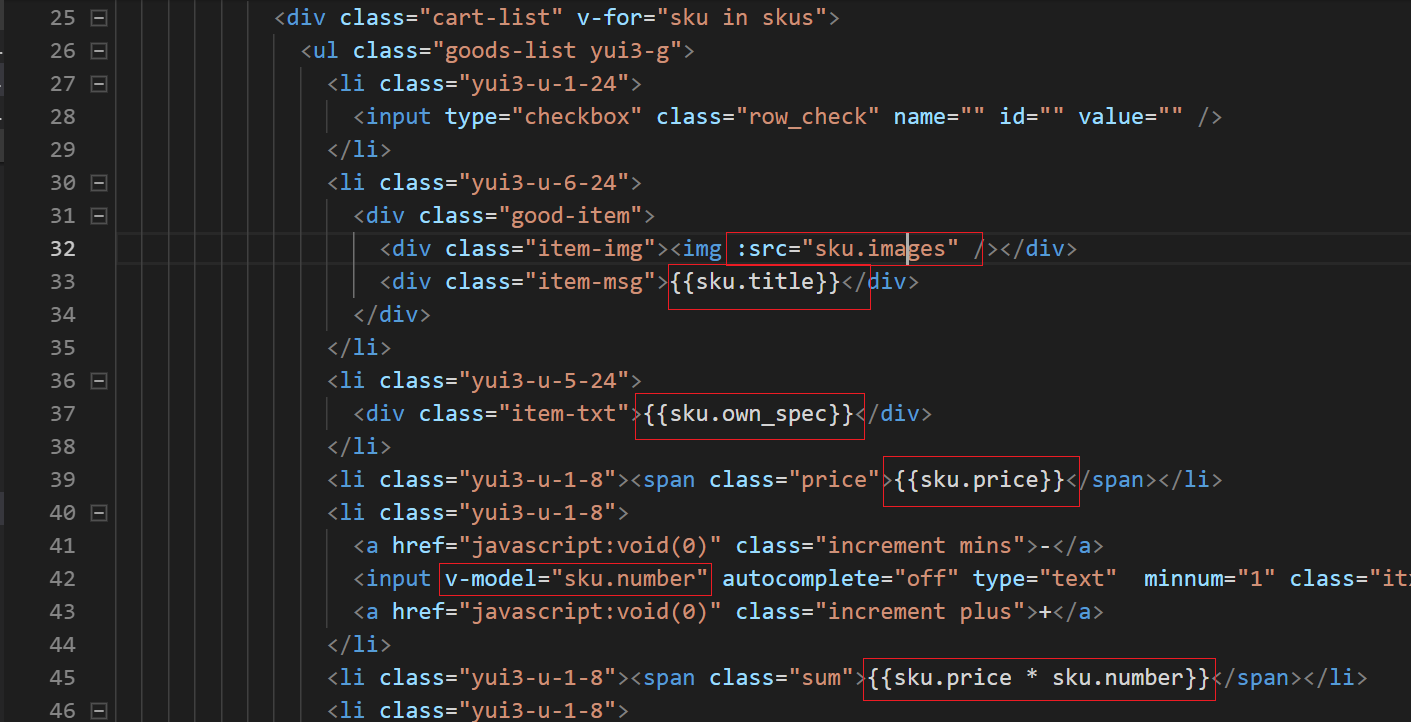 25 <div class="cart-list" v-for="sku in skus">
26 <ul class="goods-list yui3-g">
27 <li class="yui3-u-1-24">
28 <input type="checkbox" class="row_check" name="" id="" value="" />
29 </li>
30 <li class="yui3-u-6-24">
31 <div class="good-item">
32 <div class="item-img"><img :src="sku.images" /></div>
33 <div class="item-msg">{{sku.title}}</div>
34 </div>
35 </li>
36 <li class="yui3-u-5-24">
37 <div class="item-txt">{{sku.own_spec}}</div>
38 </li>
39 <li class="yui3-u-1-8"><span class="price">{{sku.price}}</span></li>
40 <li class="yui3-u-1-8">
41 <a href="javascript:void(0)" class="increment mins">-</a>
42 <input v-model="sku.number" autocomplete="off" type="text"  minnum="1" class="it
43 <a href="javascript:void(0)" class="increment plus">+</a>
44 </li>
45 <li class="yui3-u-1-8"><span class="sum">{{sku.price * sku.number}}</span></li>
46 <li class="yui3-u-1-8">